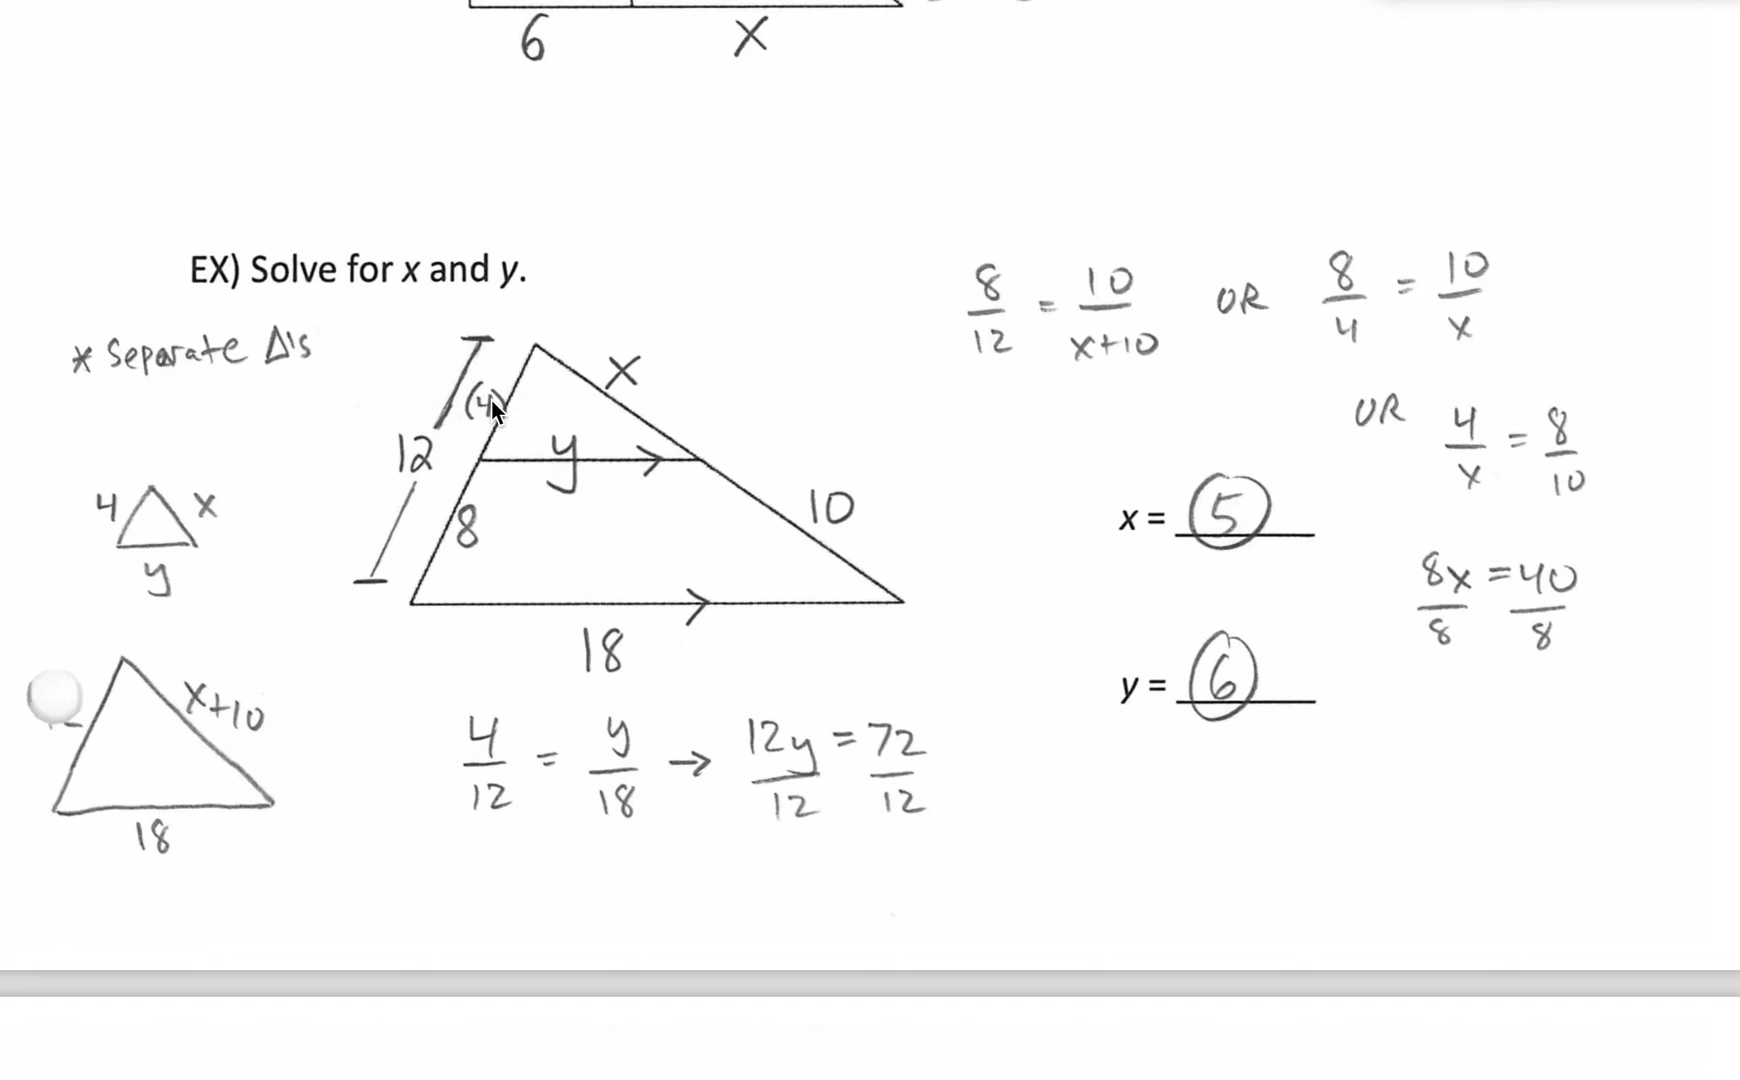 6 x
EX) Solve for x and y.
* Separate Δ's
8/12 = 10/(x+10) OR 8/4 = 10/x
OR 4/x = 8/10
(4)
x
12
y
8
10
18
4 x
y
x+10
18
x = 5
8x/8 = 40/8
y = 6
4/12 = y/18 → 12y/12 = 72/12